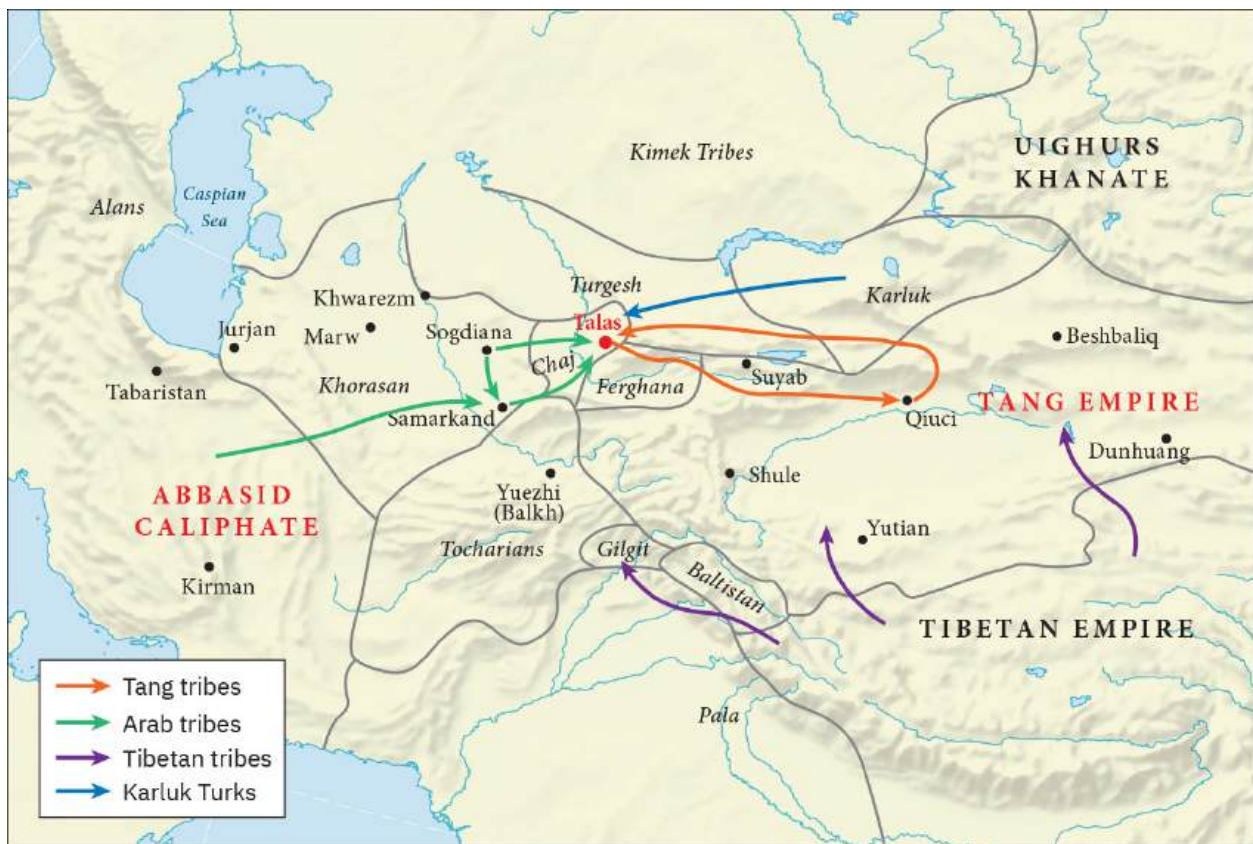 Kimek Tribes
UIGHURS
KHANATE
Alans
Caspian
Sea
Turgesh
Karluk
Khwarezm
Talas
Jurjan
Marw
Sogdiana
Beshbaliq
Chaj
Suyab
Tabaristan
Khorasan
Ferghana
Samarkand
Qiuci
TANG EMPIRE
Dunhuang
Shule
ABBASID
CALIPHATE
Yuezhi
(Balkh)
Yutian
Tocharians
Gilgit
Kirman
Baltistan
TIBETAN EMPIRE
Pala
Tang tribes
Arab tribes
Tibetan tribes
Karluk Turks